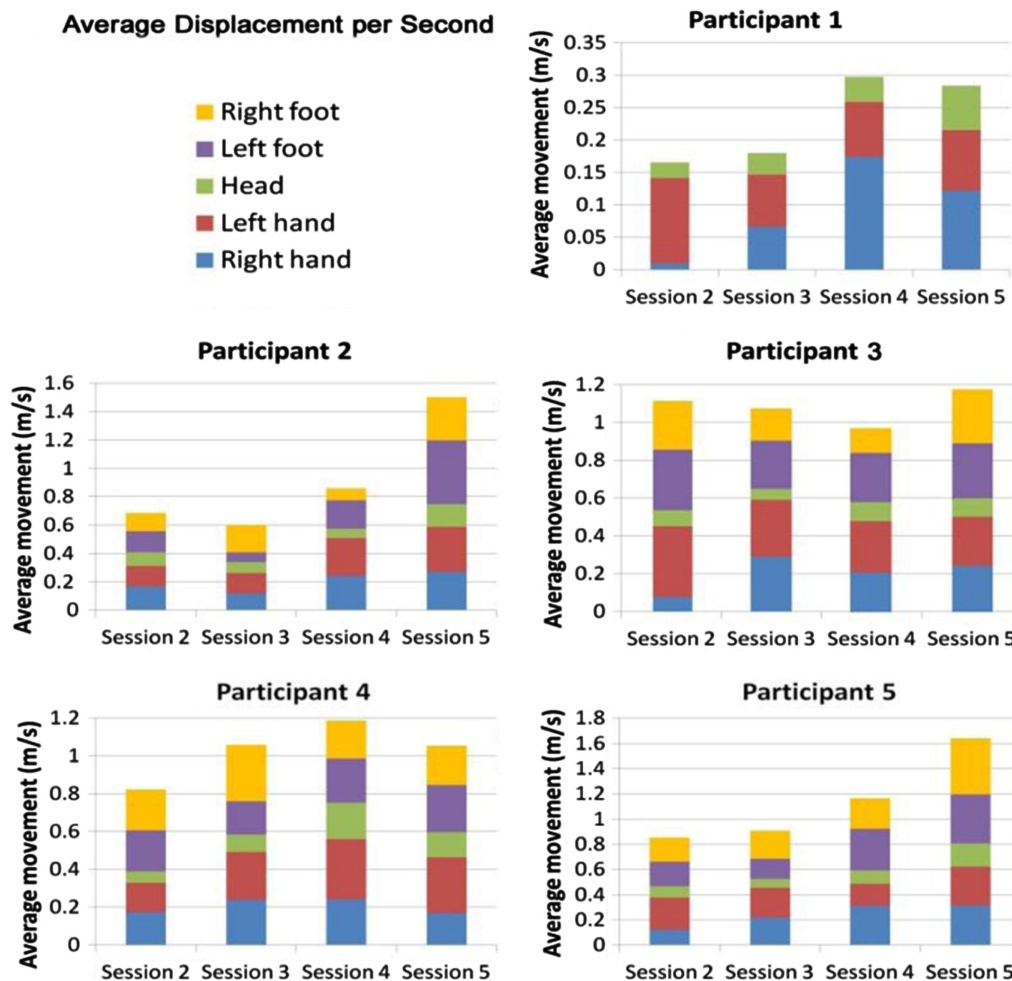 Average Displacement per Second
Right foot
Left foot
Head
Left hand
Right hand
Participant 1
Average movement (m/s)
0.35
0.3
0.25
0.2
0.15
0.1
0.05
0
Session 2 Session 3 Session 4 Session 5
Participant 2
Average movement (m/s)
1.6
1.4
1.2
1
0.8
0.6
0.4
0.2
0
Session 2 Session 3 Session 4 Session 5
Participant 3
Average movement (m/s)
1.2
1
0.8
0.6
0.4
0.2
0
Session 2 Session 3 Session 4 Session 5
Participant 4
Average movement (m/s)
1.2
1
0.8
0.6
0.4
0.2
0
Session 2 Session 3 Session 4 Session 5
Participant 5
Average movement (m/s)
1.8
1.6
1.4
1.2
1
0.8
0.6
0.4
0.2
0
Session 2 Session 3 Session 4 Session 5